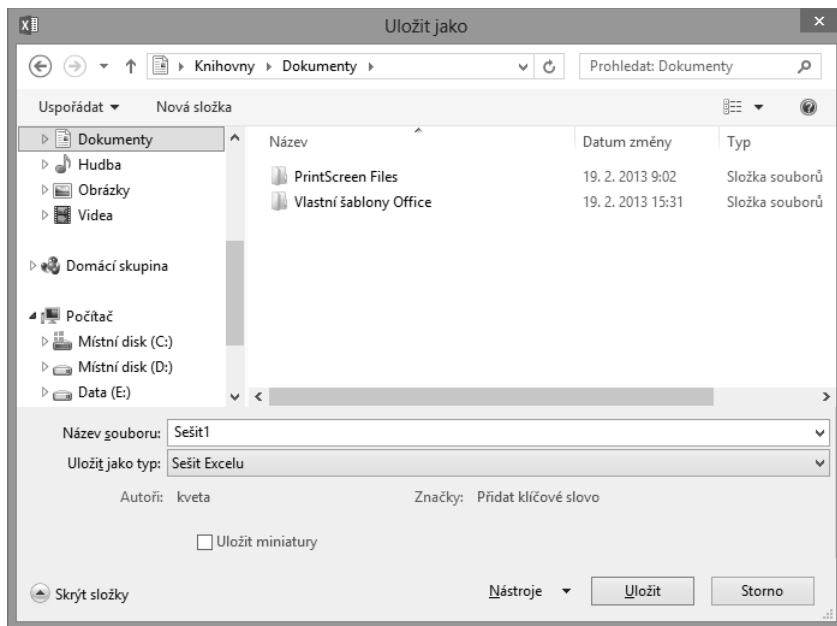 Uložit jako
Knihovny Dokumenty Prohledat: Dokumenty
Uspořádat Nová složka
Dokumenty
Hudba
Obrázky
Videa
Domácí skupina
Počítač
Místní disk (C:)
Místní disk (D:)
Data (E:)
Název Datum změny Typ
PrintScreen Files 19. 2. 2013 9:02 Složka souborů
Vlastní šablony Office 19. 2. 2013 15:31 Složka souborů
Název souboru: Sešit1
Uložit jako typ: Sešit Excelu
Autoři: kveta Značky: Přidat klíčové slovo
Uložit miniatury
Skrýt složky Nástroje Uložit Storno